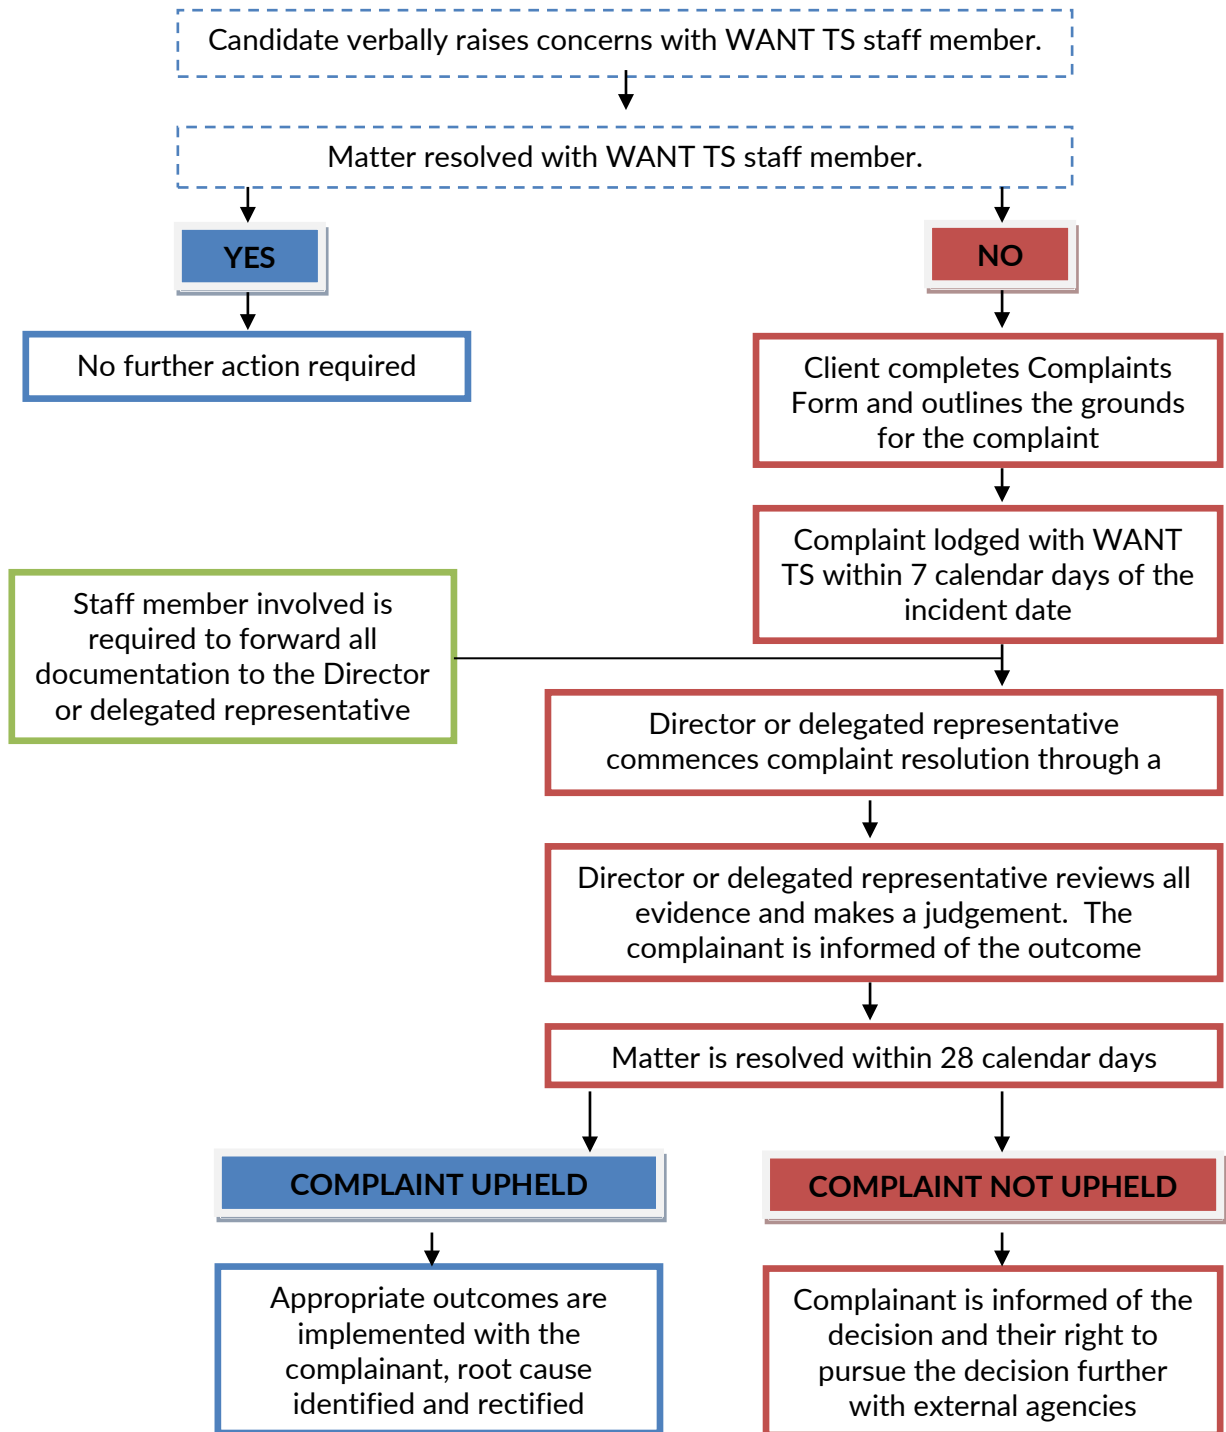 Candidate verbally raises concerns with WANT TS staff member.
Matter resolved with WANT TS staff member.
YES
NO
No further action required
Client completes Complaints
Form and outlines the grounds
for the complaint
Complaint lodged with WANT
TS within 7 calendar days of the
incident date
Staff member involved is
required to forward all
documentation to the Director
or delegated representative
Director or delegated representative
commences complaint resolution through a
Director or delegated representative reviews all
evidence and makes a judgement.  The
complainant is informed of the outcome
Matter is resolved within 28 calendar days
COMPLAINT UPHELD
COMPLAINT NOT UPHELD
Appropriate outcomes are
implemented with the
complainant, root cause
identified and rectified
Complainant is informed of the
decision and their right to
pursue the decision further
with external agencies